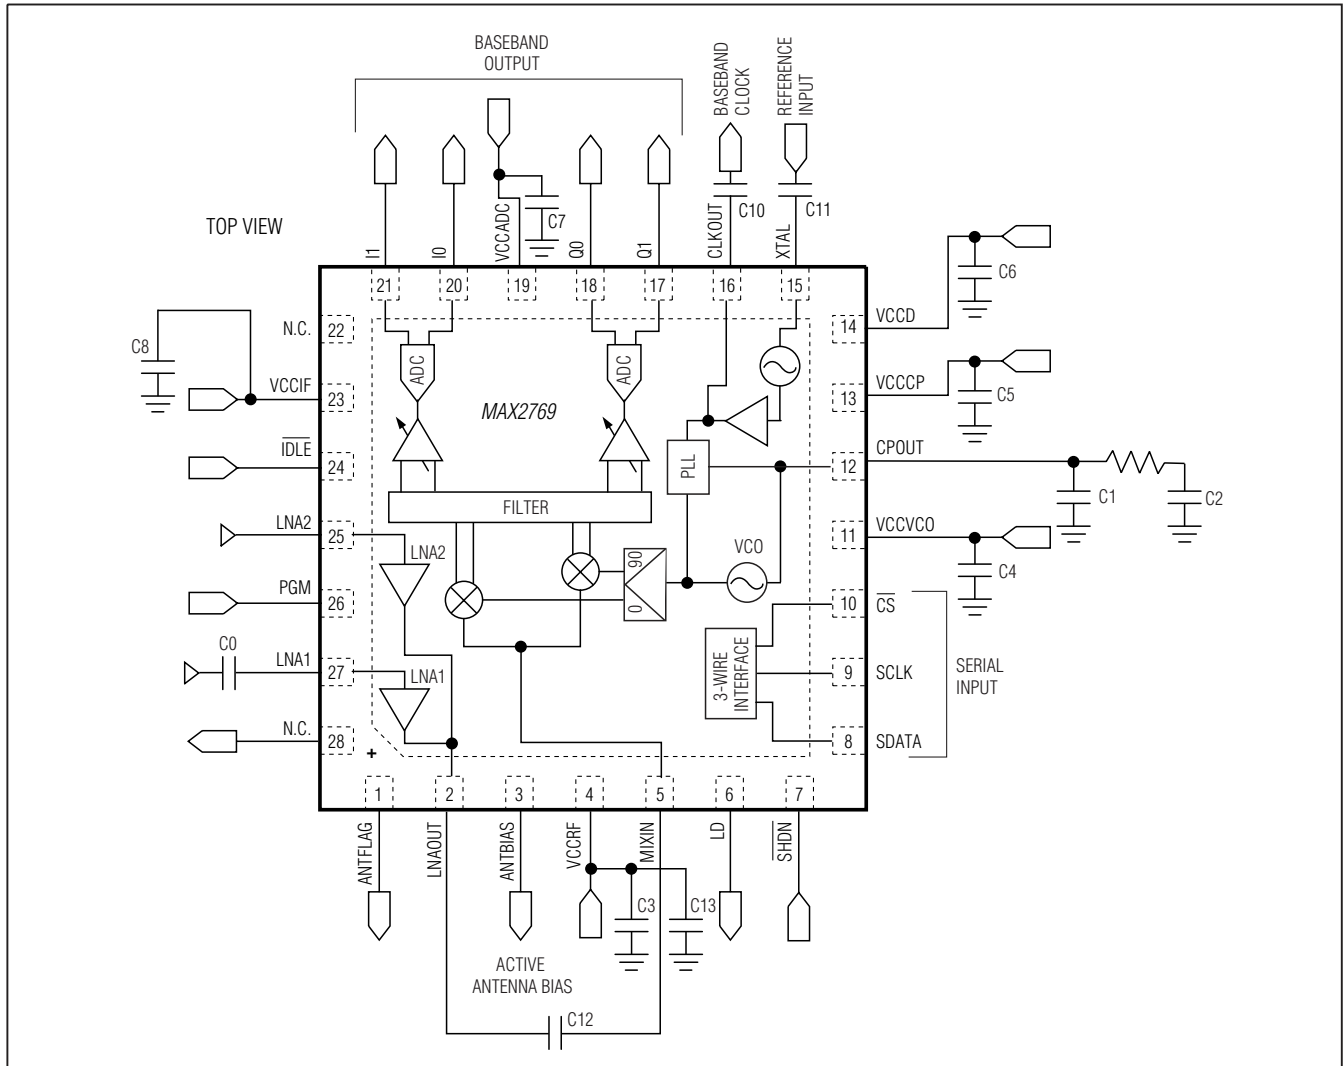 BASEBAND
OUTPUT
BASEBAND
CLOCK
REFERENCE
INPUT
TOP VIEW
I1
I0
VCCADC
C7
Q0
Q1
CLKOUT
C10
XTAL
C11
C6
21
20
19
18
17
16
15
N.C.
22
14
VCCD
C8
ADC
ADC
VCCIF
23
MAX2769
13
VCCCP
C5
IDLE
24
PLL
12
CPOUT
C1
C2
FILTER
LNA2
25
LNA2
VCO
11
VCCVCO
C4
90
0
PGM
26
10
CS
C0
LNA1
27
LNA1
3-WIRE
INTERFACE
9
SCLK
SERIAL
INPUT
N.C.
28
+
8
SDATA
1
2
3
4
5
6
7
ANTFLAG
LNAOUT
ANTBIAS
VCCRF
MIXIN
LD
SHDN
C3
C13
ACTIVE
ANTENNA BIAS
C12